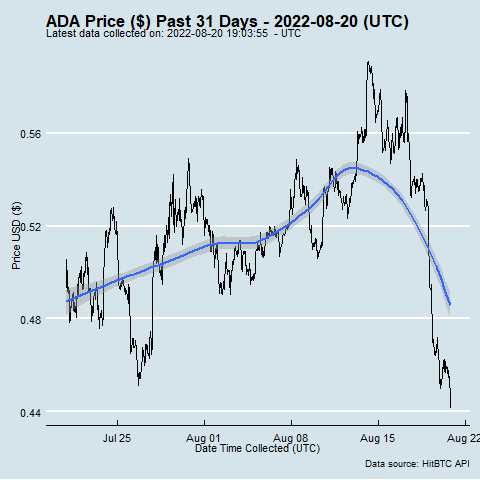 ADA Price ($) Past 31 Days - 2022-08-20 (UTC)
Latest data collected on: 2022-08-20 19:03:55  - UTC
Price USD ($)
0.56
0.52
0.48
0.44
Jul 25
Aug 01
Aug 08
Aug 15
Aug 22
Date Time Collected (UTC)
Data source: HitBTC API